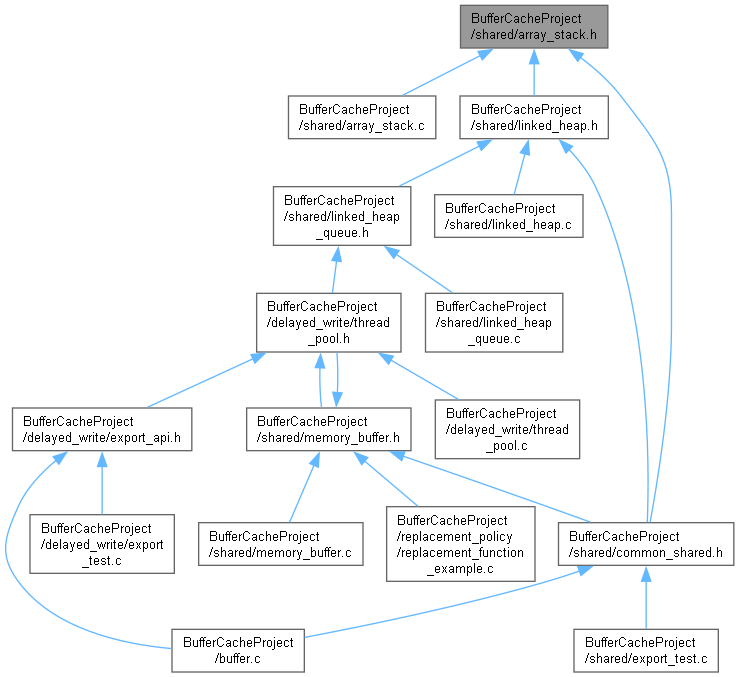 BufferCacheProject
/shared/array_stack.h
BufferCacheProject
/shared/array_stack.c
BufferCacheProject
/shared/linked_heap.h
BufferCacheProject
/shared/linked_heap
_queue.h
BufferCacheProject
/shared/linked_heap.c
BufferCacheProject
/delayed_write/thread
_pool.h
BufferCacheProject
/shared/linked_heap
_queue.c
BufferCacheProject
/delayed_write/export_api.h
BufferCacheProject
/shared/memory_buffer.h
BufferCacheProject
/delayed_write/thread
_pool.c
BufferCacheProject
/delayed_write/export
_test.c
BufferCacheProject
/shared/memory_buffer.c
BufferCacheProject
/replacement_policy
/replacement_function
_example.c
BufferCacheProject
/shared/common_shared.h
BufferCacheProject
/buffer.c
BufferCacheProject
/shared/export_test.c